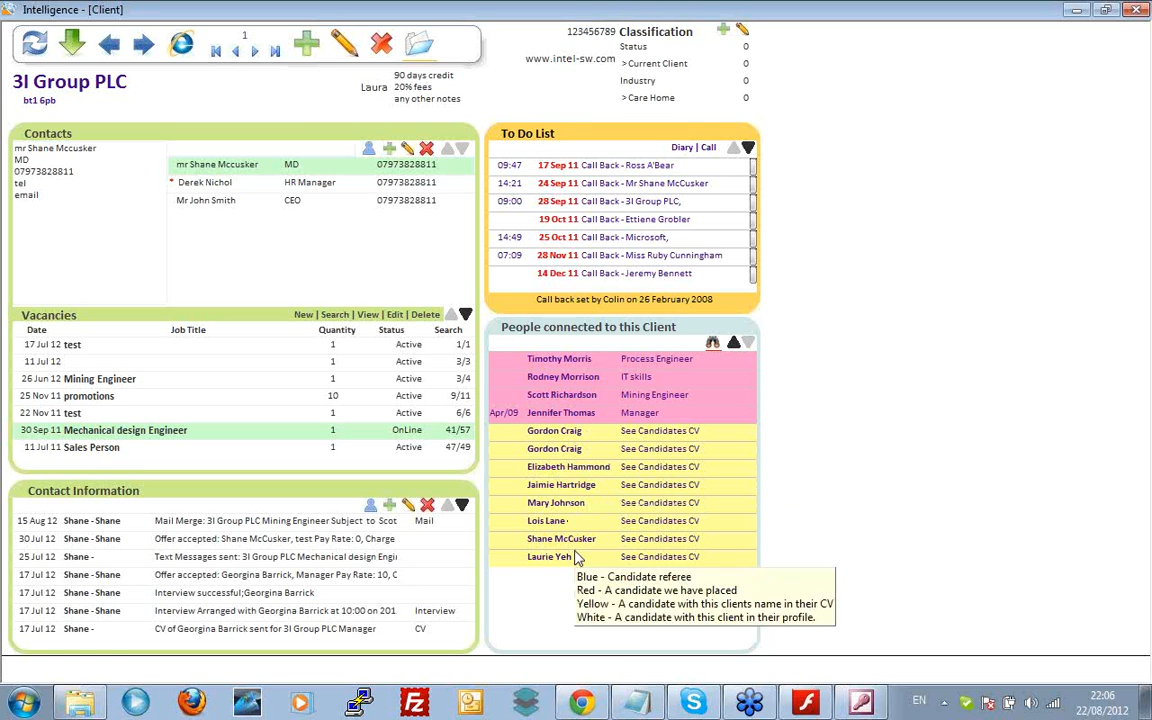 Intelligence - [Client]
1
123456789 Classification
Status 0
www.intel-sw.com
>Current Client 0
Industry 0
>Care Home 0
3I Group PLC
bt1 6pb
Laura
90 days credit
20% fees
any other notes
Contacts
mr Shane Mccusker
MD
07973828811
tel
email
mr Shane Mccusker MD 07973828811
* Derek Nichol HR Manager 07973828811
Mr John Smith CEO 07973828811
Vacancies New | Search | View | Edit | Delete
Date Job Title Quantity Status Search
17 Jul 12 test 1 Active 1/1
11 Jul 12 1 Active 3/3
26 Jun 12 Mining Engineer 1 Active 3/4
25 Nov 11 promotions 10 Active 9/11
22 Nov 11 test 1 Active 6/6
30 Sep 11 Mechanical design Engineer 1 OnLine 41/57
11 Jul 11 Sales Person 1 Active 47/49
Contact Information
15 Aug 12 Shane - Shane Mail Merge: 3I Group PLC Mining Engineer Subject to Scot Mail
30 Jul 12 Shane - Shane Offer accepted: Shane McCusker, test Pay Rate: 0, Charge
25 Jul 12 Shane - Text Messages sent: 3I Group PLC Mechanical design Engi
17 Jul 12 Shane - Shane Offer accepted: Georgina Barrick, Manager Pay Rate: 10, C
17 Jul 12 Shane - Shane Interview successful;Georgina Barrick
17 Jul 12 Shane - Shane Interview Arranged with Georgina Barrick at 10:00 on 201 Interview
17 Jul 12 Shane - CV of Georgina Barrick sent for 3I Group PLC Manager CV
To Do List
Diary | Call
09:47 17 Sep 11 Call Back - Ross A'Bear
14:21 24 Sep 11 Call Back - Mr Shane McCusker
09:00 28 Sep 11 Call Back - 3I Group PLC,
19 Oct 11 Call Back - Ettiene Grobler
14:49 25 Oct 11 Call Back - Microsoft,
07:09 28 Nov 11 Call Back - Miss Ruby Cunningham
14 Dec 11 Call Back - Jeremy Bennett
Call back set by Colin on 26 February 2008
People connected to this Client
Timothy Morris Process Engineer
Rodney Morrison IT skills
Scott Richardson Mining Engineer
Apr/09 Jennifer Thomas Manager
Gordon Craig See Candidates CV
Gordon Craig See Candidates CV
Elizabeth Hammond See Candidates CV
Jaimie Hartridge See Candidates CV
Mary Johnson See Candidates CV
Lois Lane See Candidates CV
Shane McCusker See Candidates CV
Laurie Yeh See Candidates CV
Blue - Candidate referee
Red - A candidate we have placed
Yellow - A candidate with this clients name in their CV
White - A candidate with this client in their profile.
EN
22:06
22/08/2012